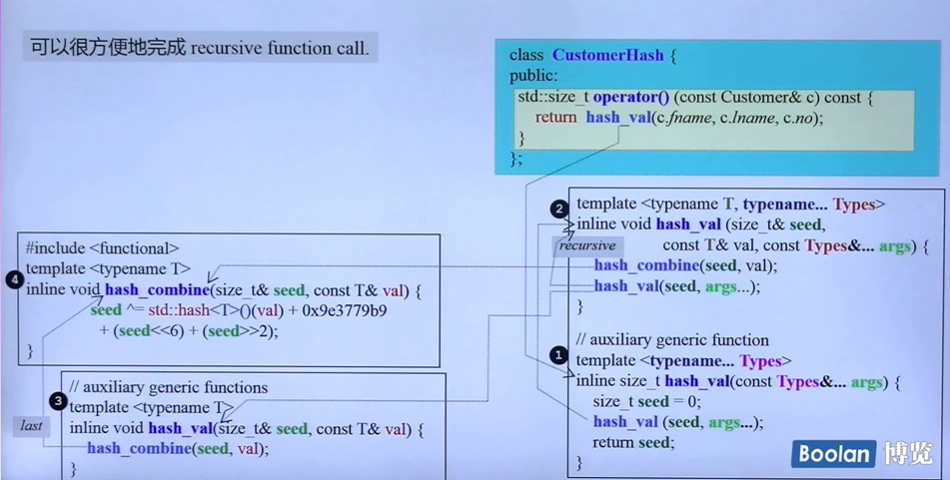 可以很方便地完成 recursive function call.
class CustomerHash {
public:
std::size_t operator() (const Customer& c) const {
return hash_val(c.fname, c.lname, c.no);
}
};
2
template <typename T, typename... Types>
inline void hash_val (size_t& seed,
const T& val, const Types&... args) {
recursive
hash_combine(seed, val);
hash_val(seed, args...);
}
1
// auxiliary generic function
template <typename... Types>
inline size_t hash_val(const Types&... args) {
size_t seed = 0;
hash_val (seed, args...);
return seed;
}
4
#include <functional>
template <typename T>
inline void hash_combine(size_t& seed, const T& val) {
seed ^= std::hash<T>()(val) + 0x9e3779b9
+ (seed<<6) + (seed>>2);
}
3
// auxiliary generic functions
template <typename T>
inline void hash_val(size_t& seed, const T& val) {
hash_combine(seed, val);
}
last
Boolan 博览